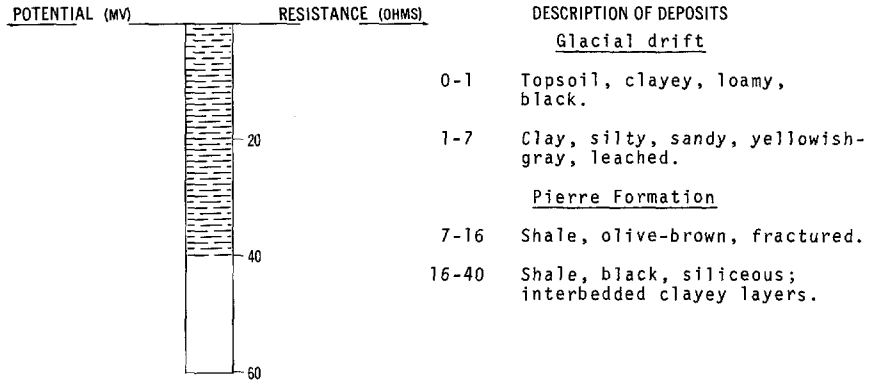 POTENTIAL (MV) RESISTANCE (OHMS) DESCRIPTION OF DEPOSITS
Glacial drift
0-1 Topsoil, clayey, loamy,
black.
20
1-7 Clay, silty, sandy, yellowish-
gray, leached.
Pierre Formation
7-16 Shale, olive-brown, fractured.
40
16-40 Shale, black, siliceous;
interbedded clayey layers.
60